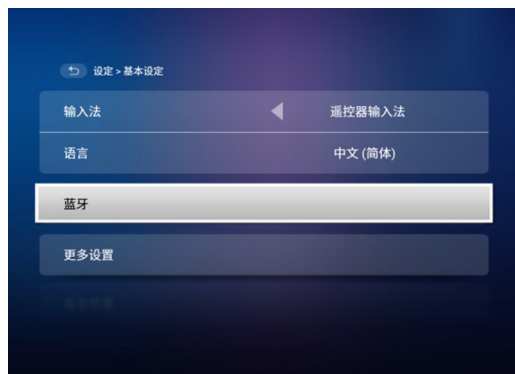 设定 > 基本设定
输入法 遥控器输入法
语言 中文 (简体)
蓝牙
更多设置